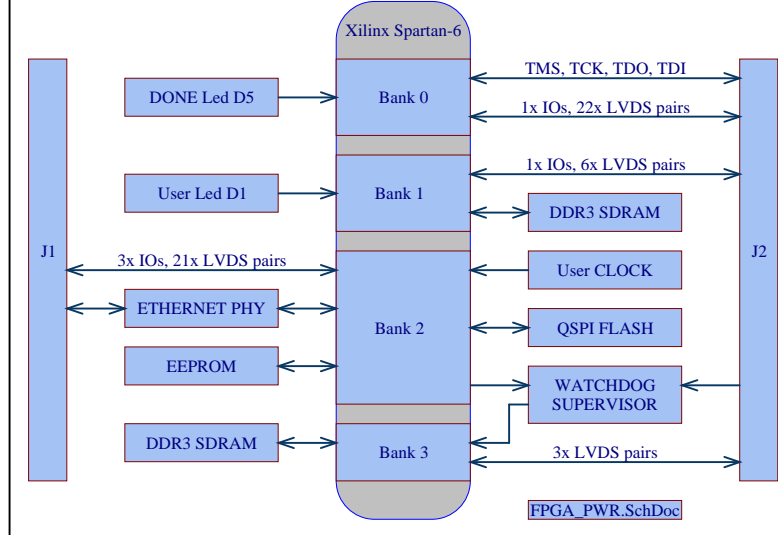 Xilinx Spartan-6
TMS, TCK, TDO, TDI
DONE Led D5
Bank 0
1x IOs, 22x LVDS pairs
1x IOs, 6x LVDS pairs
User Led D1
Bank 1
DDR3 SDRAM
J1
J2
3x IOs, 21x LVDS pairs
User CLOCK
ETHERNET PHY
Bank 2
QSPI FLASH
EEPROM
WATCHDOG
SUPERVISOR
DDR3 SDRAM
Bank 3
3x LVDS pairs
FPGA_PWR.SchDoc